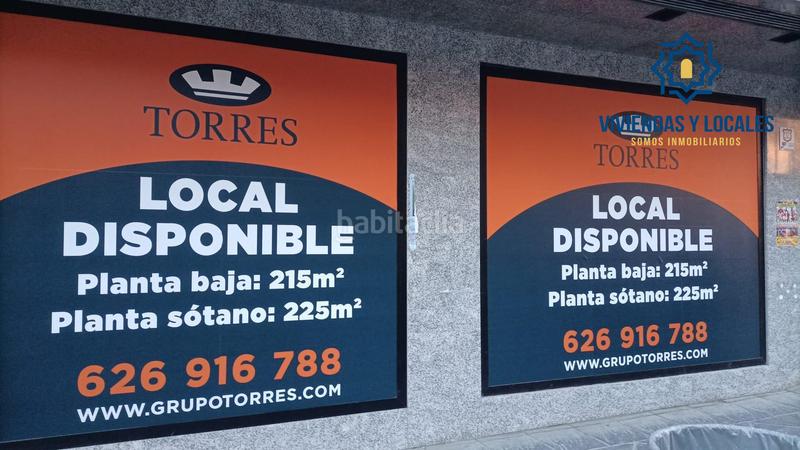 TORRES
LOCAL
DISPONIBLE
Planta baja: 215m²
Planta sótano: 225m²
626 916 788
WWW.GRUPOTORRES.COM
habitaclia
VIVIENDAS Y LOCALES
SOMOS INMOBILIARIOS
TORRES
LOCAL
DISPONIBLE
Planta baja: 215m²
Planta sótano: 225m²
626 916 788
WWW.GRUPOTORRES.COM